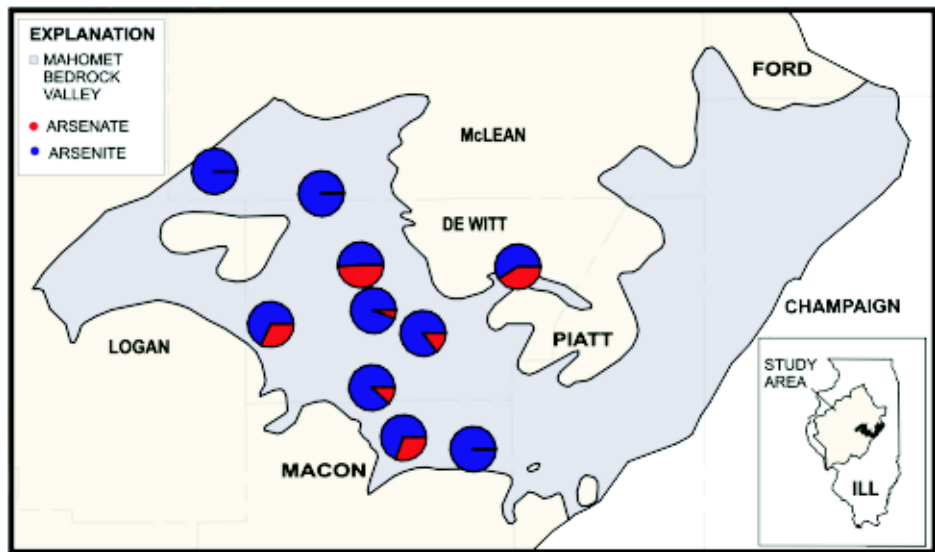 EXPLANATION
MAHOMET
BEDROCK
VALLEY
ARSENATE
ARSENITE
FORD
McLEAN
DE WITT
CHAMPAIGN
PIATT
LOGAN
MACON
STUDY
AREA
ILL